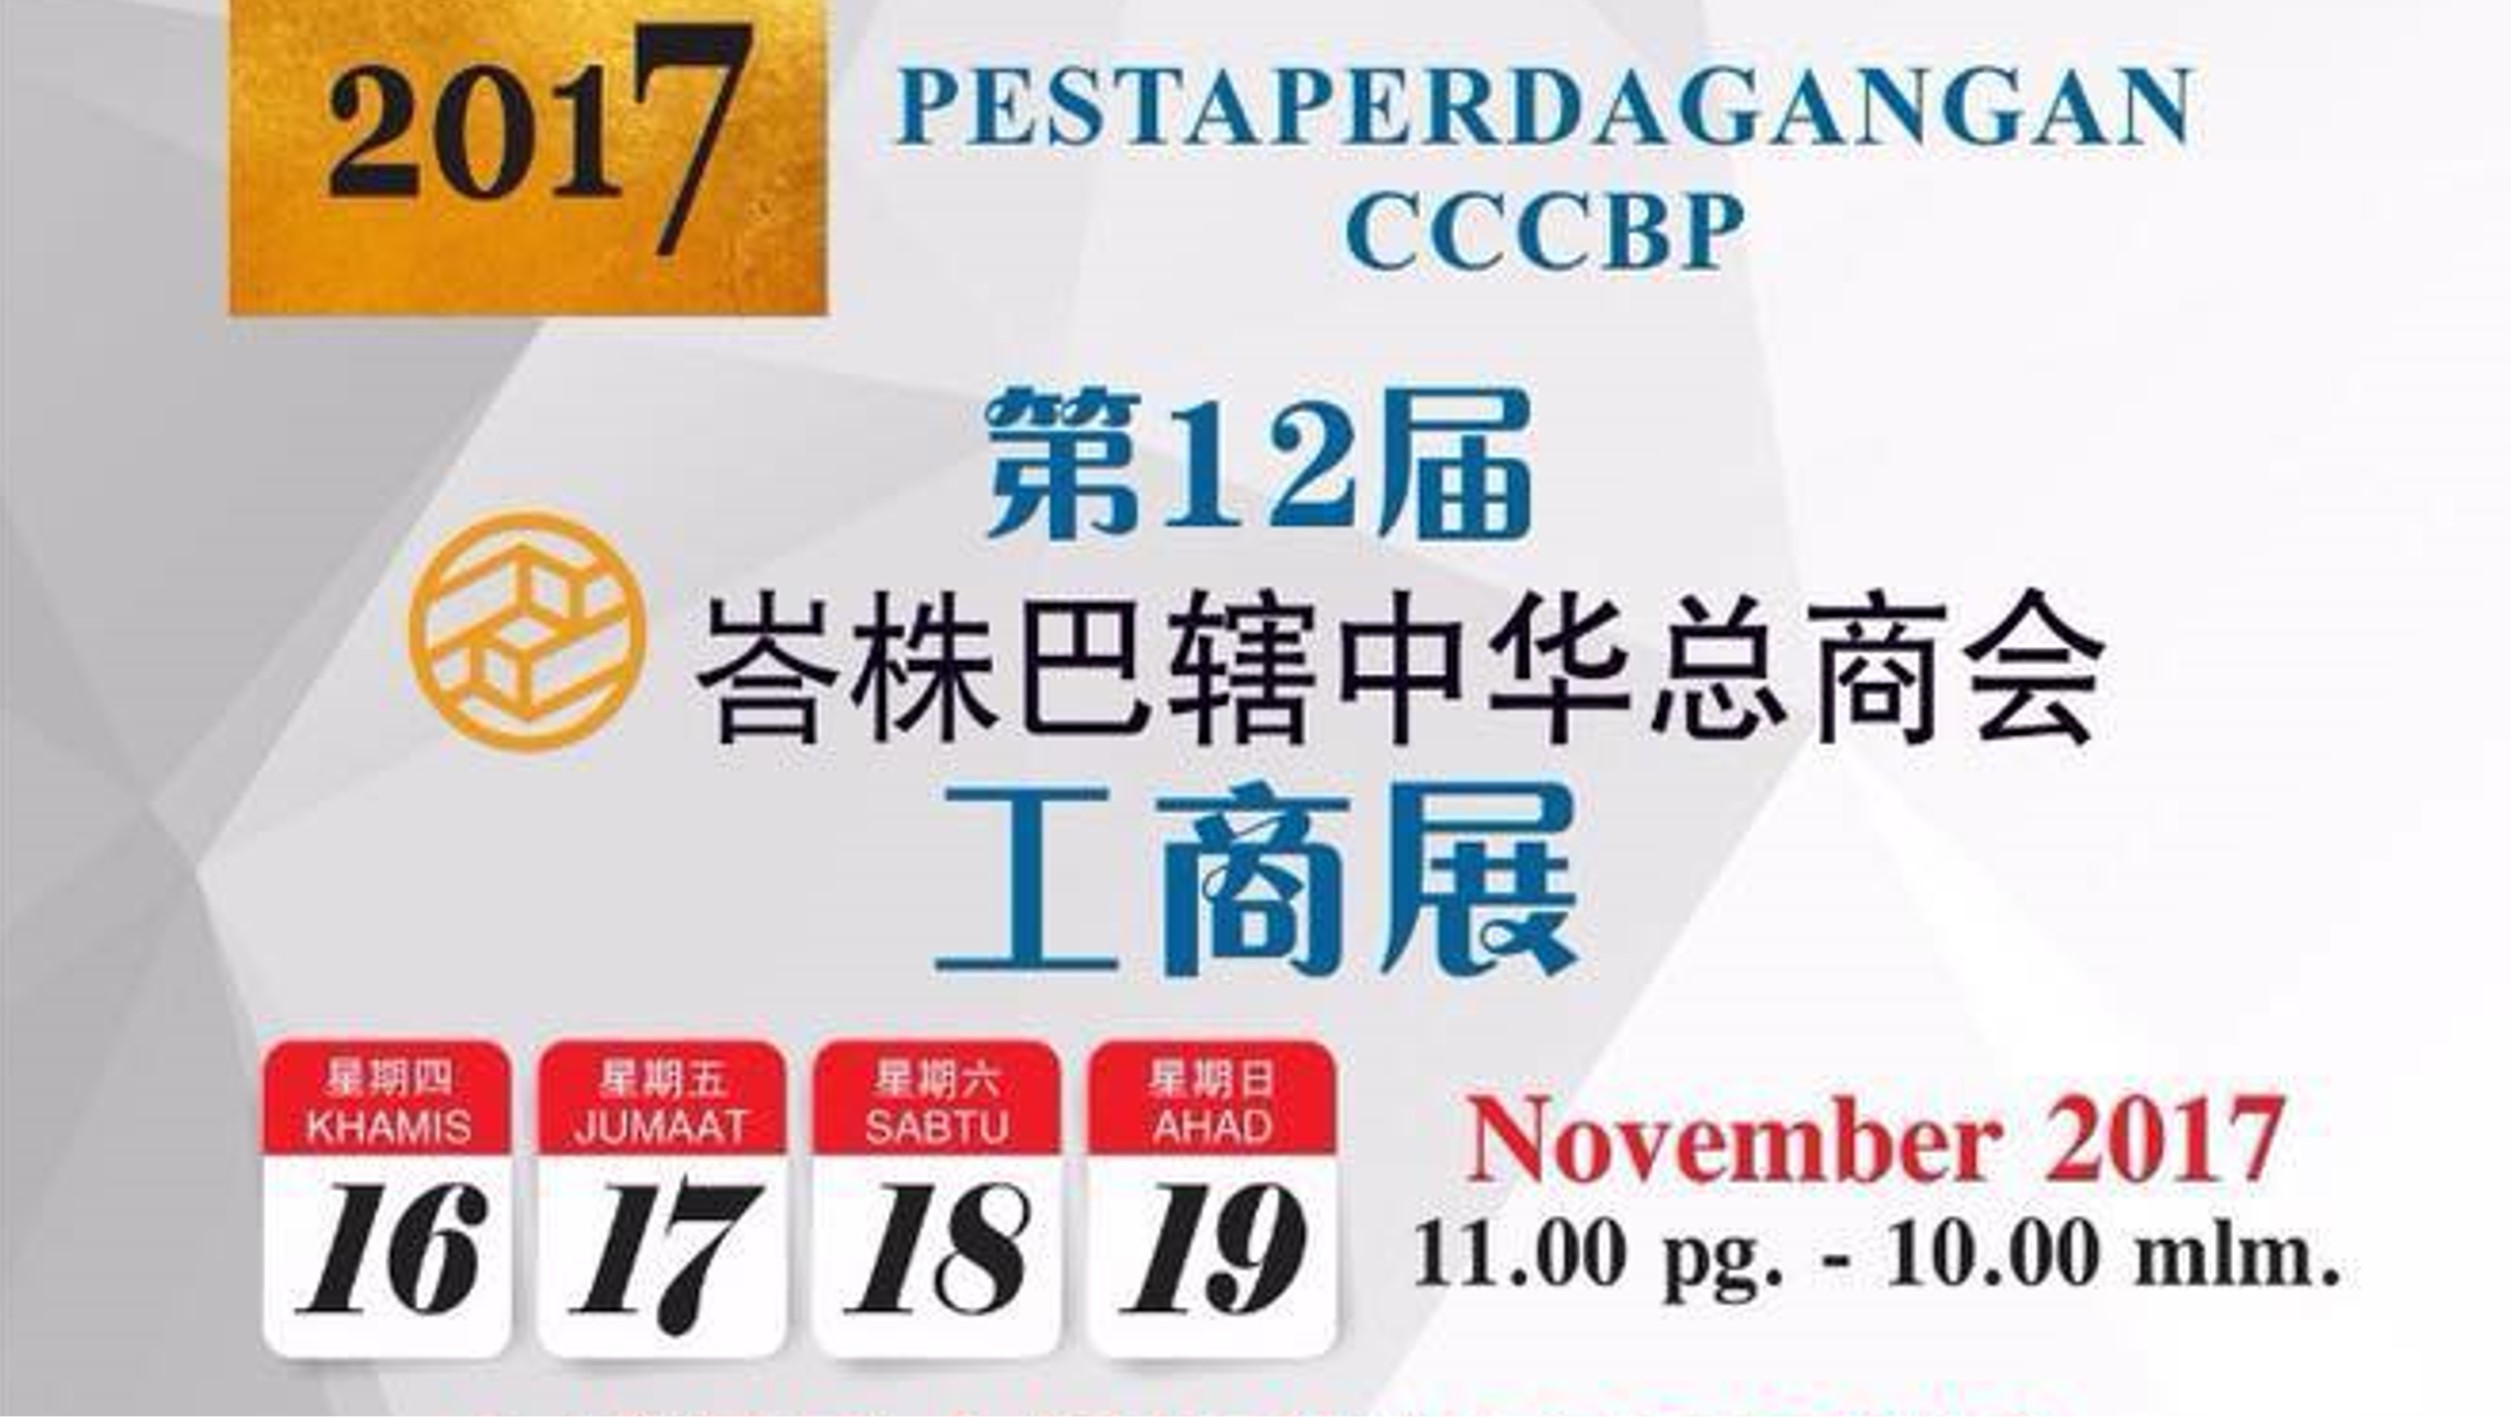 2017
PESTAPERDAGANGAN
CCCBP
第12届
峇株巴辖中华总商会
工商展
星期四 星期五 星期六 星期日
KHAMIS JUMAAT SABTU AHAD
16 17 18 19
November 2017
11.00 pg. - 10.00 mlm.